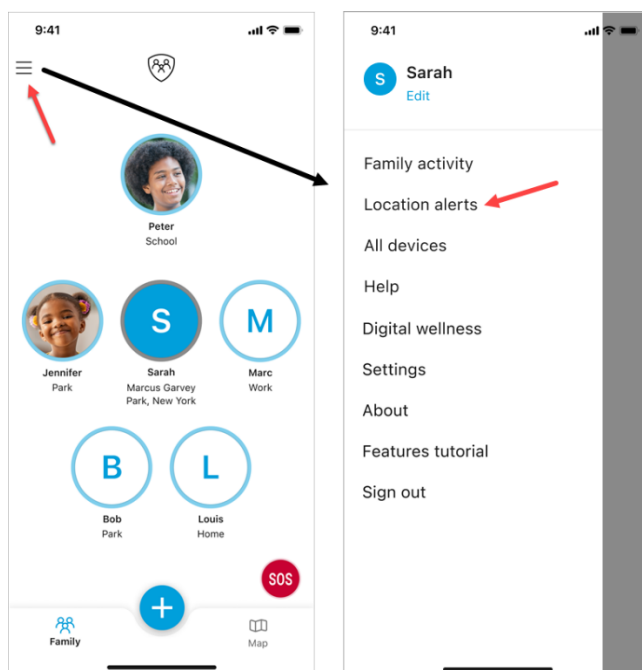 9:41
Peter
School
Jennifer
Park
S
Sarah
Marcus Garvey
Park, New York
M
Marc
Work
B
Bob
Park
L
Louis
Home
SOS
+
Family
Map
9:41
S
Sarah
Edit
Family activity
Location alerts
All devices
Help
Digital wellness
Settings
About
Features tutorial
Sign out